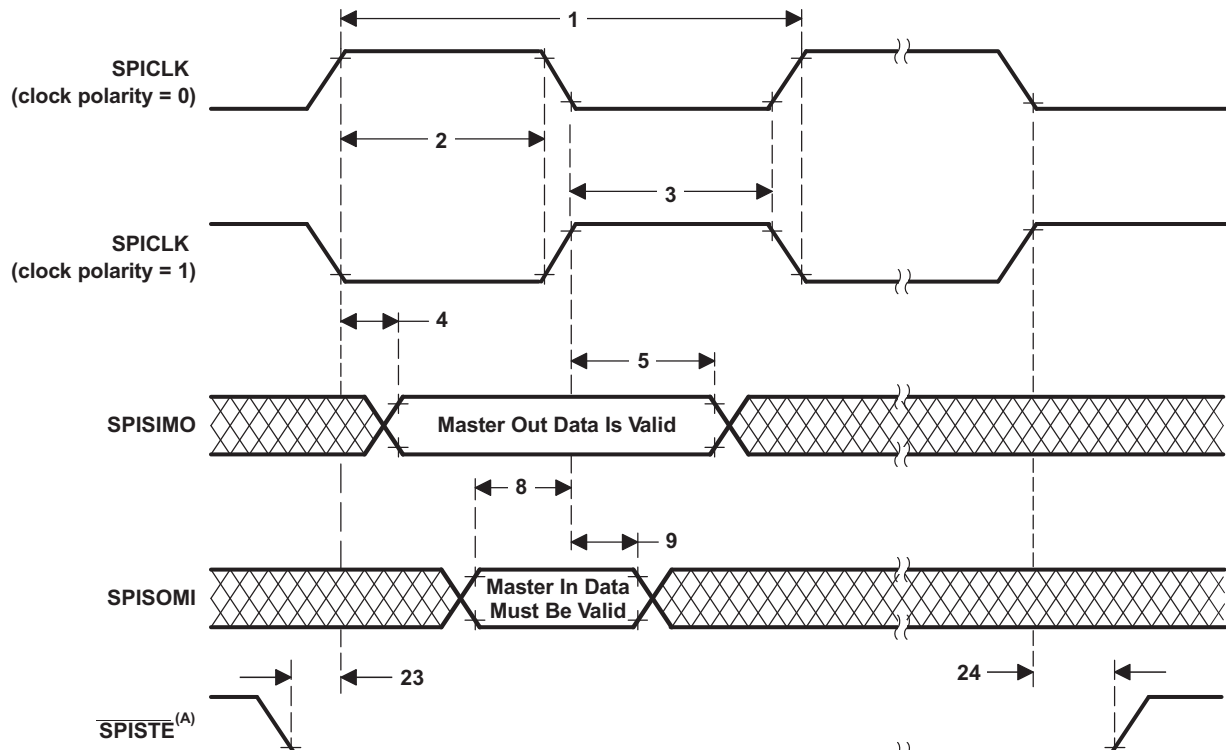 1
SPICLK
(clock polarity = 0)
2
3
SPICLK
(clock polarity = 1)
4
5
SPISIMO
Master Out Data Is Valid
8
9
SPISOMI
Master In Data
Must Be Valid
23
24
SPISTE(A)